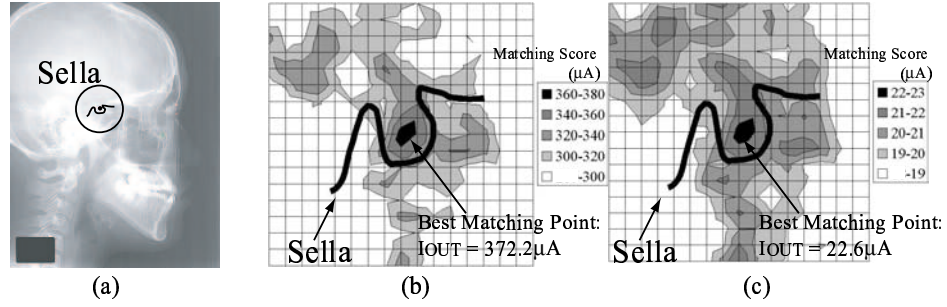 Sella
(a)
Matching Score
(µA)
360-380
340-360
320-340
300-320
-300
Sella
Best Matching Point:
IOUT = 372.2µA
(b)
Matching Score
(µA)
22-23
21-22
20-21
19-20
-19
Sella
Best Matching Point:
IOUT = 22.6µA
(c)